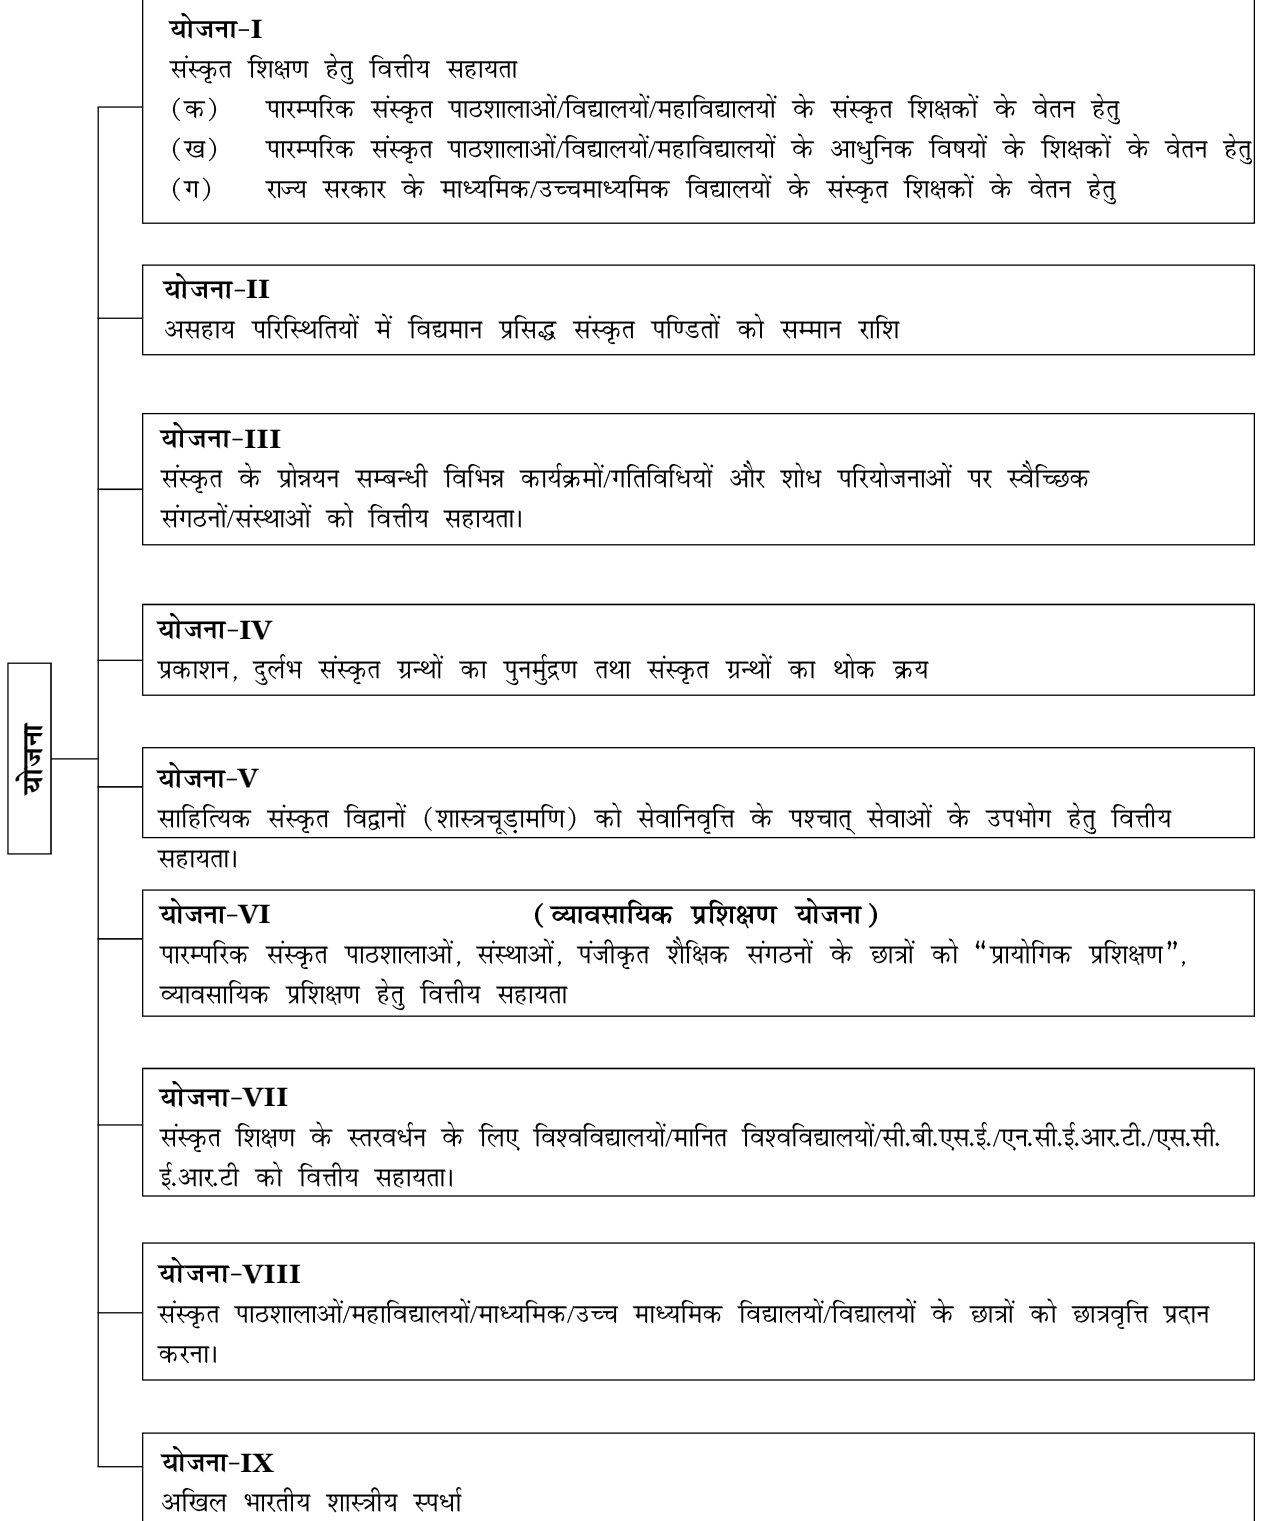 योजना-I
संस्कृत शिक्षण हेतु वित्तीय सहायता
(क) पारम्परिक संस्कृत पाठशालाओं/विद्यालयों/महाविद्यालयों के संस्कृत शिक्षकों के वेतन हेतु
(ख) पारम्परिक संस्कृत पाठशालाओं/विद्यालयों/महाविद्यालयों के आधुनिक विषयों के शिक्षकों के वेतन हेतु
(ग) राज्य सरकार के माध्यमिक/उच्चमाध्यमिक विद्यालयों के संस्कृत शिक्षकों के वेतन हेतु
योजना-II
असहाय परिस्थितियों में विद्यमान प्रसिद्ध संस्कृत पण्डितों को सम्मान राशि
योजना-III
संस्कृत के प्रोन्नयन सम्बन्धी विभिन्न कार्यक्रमों/गतिविधियों और शोध परियोजनाओं पर स्वैच्छिक
संगठनों/संस्थाओं को वित्तीय सहायता।
योजना-IV
प्रकाशन, दुर्लभ संस्कृत ग्रन्थों का पुनर्मुद्रण तथा संस्कृत ग्रन्थों का थोक क्रय
योजना
योजना-V
साहित्यिक संस्कृत विद्वानों (शास्त्रचूड़ामणि) को सेवानिवृत्ति के पश्चात् सेवाओं के उपभोग हेतु वित्तीय
सहायता।
योजना-VI (व्यावसायिक प्रशिक्षण योजना)
पारम्परिक संस्कृत पाठशालाओं, संस्थाओं, पंजीकृत शैक्षिक संगठनों के छात्रों को “प्रायोगिक प्रशिक्षण”,
व्यावसायिक प्रशिक्षण हेतु वित्तीय सहायता
योजना-VII
संस्कृत शिक्षण के स्तरवर्धन के लिए विश्वविद्यालयों/मानित विश्वविद्यालयों/सी.बी.एस.ई./एन.सी.ई.आर.टी./एस.सी.
ई.आर.टी को वित्तीय सहायता।
योजना-VIII
संस्कृत पाठशालाओं/महाविद्यालयों/माध्यमिक/उच्च माध्यमिक विद्यालयों/विद्यालयों के छात्रों को छात्रवृत्ति प्रदान
करना।
योजना-IX
अखिल भारतीय शास्त्रीय स्पर्धा